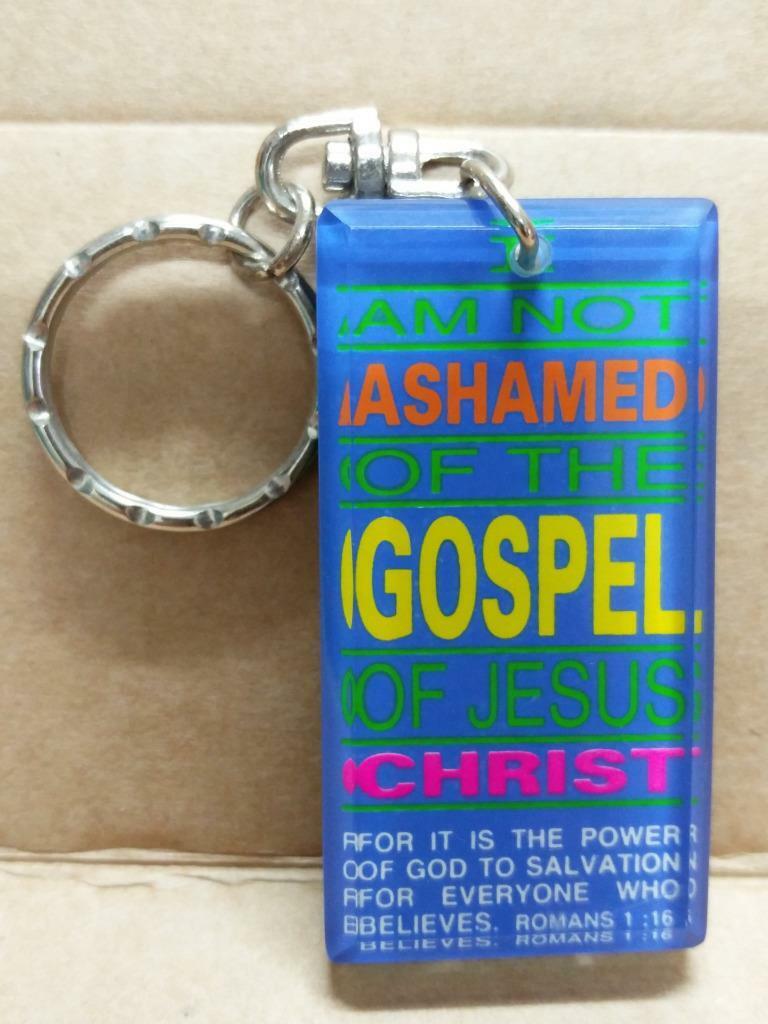 I
AM NOT
ASHAMED
OF THE
GOSPEL
OF JESUS
CHRIST
FOR IT IS THE POWER
OF GOD TO SALVATION
FOR EVERYONE WHO
BELIEVES. ROMANS 1:16